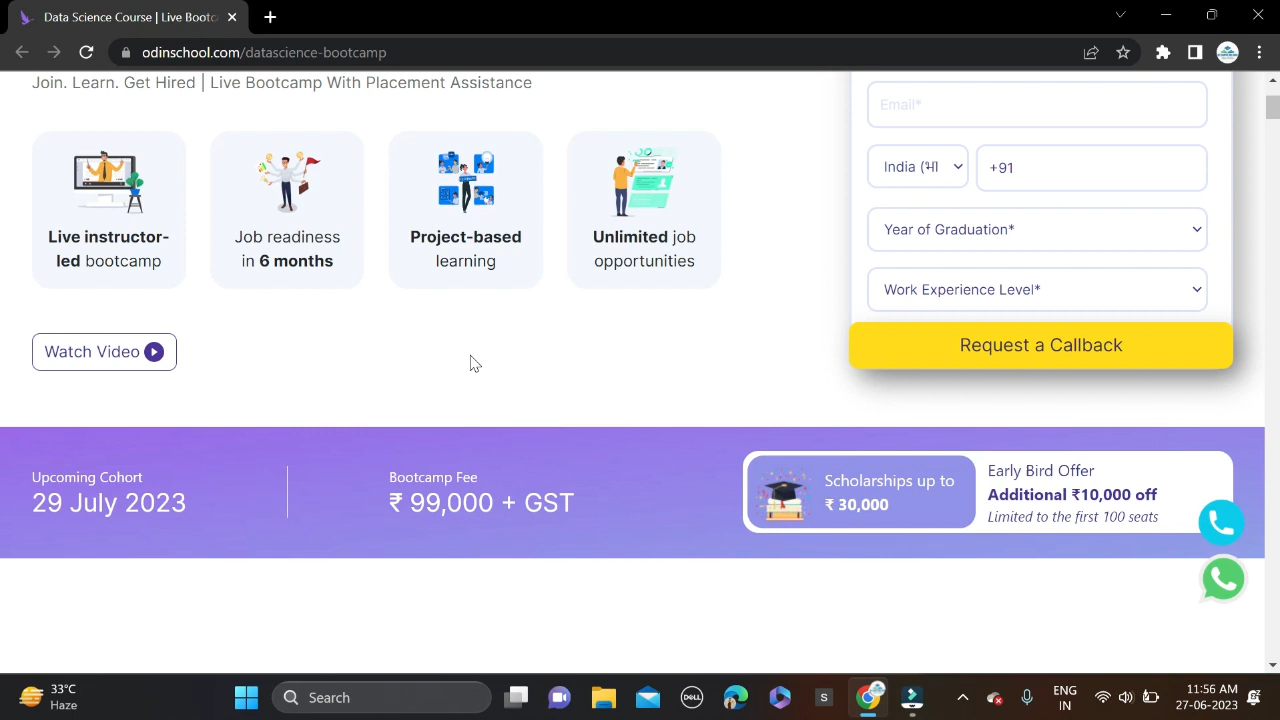 Data Science Course | Live Bootc
odinschool.com/datascience-bootcamp
Join. Learn. Get Hired | Live Bootcamp With Placement Assistance
Live instructor-
led bootcamp
Job readiness
in 6 months
Project-based
learning
Unlimited job
opportunities
Watch Video
Email*
India (भा
+91
Year of Graduation*
Work Experience Level*
Request a Callback
Upcoming Cohort
29 July 2023
Bootcamp Fee
₹ 99,000 + GST
Scholarships up to
₹ 30,000
Early Bird Offer
Additional ₹10,000 off
Limited to the first 100 seats
33°C
Haze
Search
DELL
S
ENG
IN
11:56 AM
27-06-2023